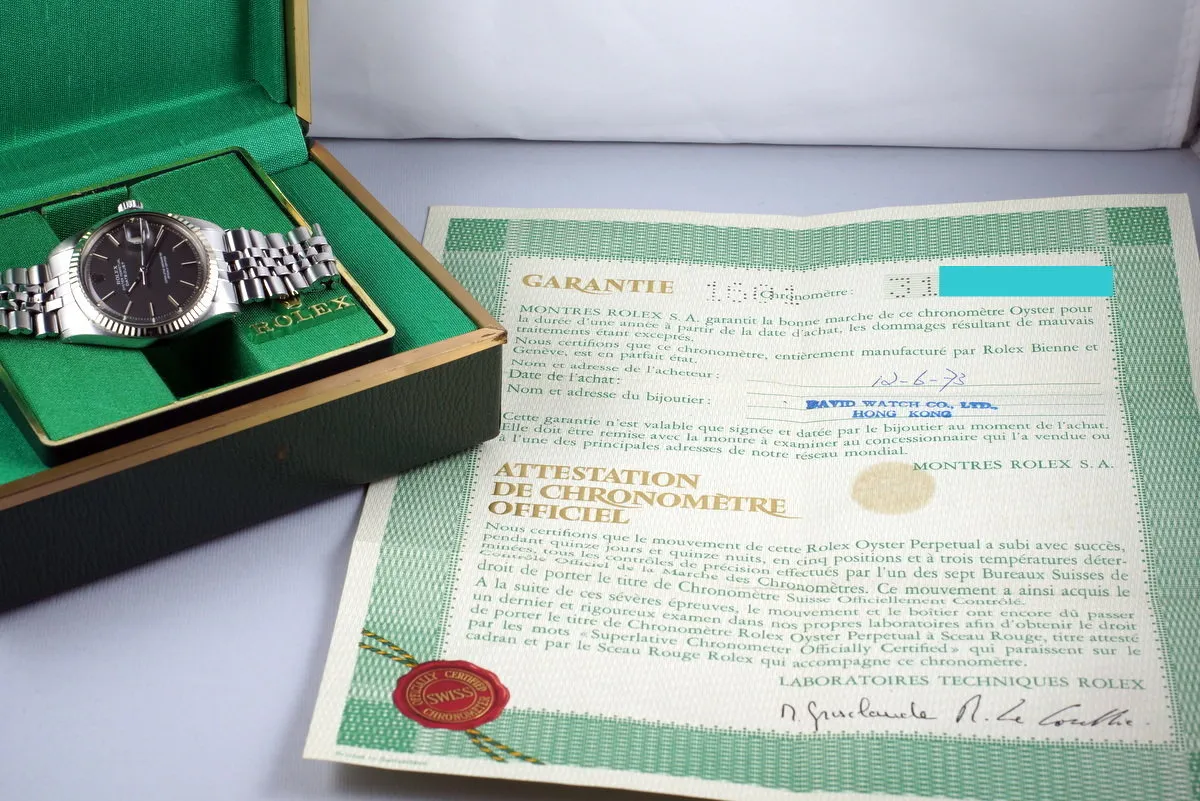 ROLEX
ROLEX
GARANTIE
1601
Chronomètre :
31
MONTRES ROLEX S. A. garantit la bonne marche de ce chronomètre Oyster pour
la durée d'une année à partir de la date d'achat, les dommages résultant de mauvais
traitements étant exceptés.
Nous certifions que ce chronomètre, entièrement manufacturé par Rolex Bienne et
Genève, est en parfait état.
Nom et adresse de l'acheteur :
Date de l'achat : 12-6-73
Nom et adresse du bijoutier : DAVID WATCH CO., LTD.,
HONG KONG
Cette garantie n'est valable que signée et datée par le bijoutier au moment de l'achat.
Elle doit être remise avec la montre à examiner au concessionnaire qui l'a vendue ou
à l'une des principales adresses de notre réseau mondial.
MONTRES ROLEX S. A.
ATTESTATION
DE CHRONOMÈTRE
OFFICIEL
Nous certifions que le mouvement de cette Rolex Oyster Perpetual a subi avec succès,
pendant quinze jours et quinze nuits, en cinq positions et à trois températures déter-
minées, tous les contrôles de précision effectués par l'un des sept Bureaux Suisses de
Contrôle Officiel de la Marche des Chronomètres. Ce mouvement a ainsi acquis le
droit de porter le titre de Chronomètre Suisse Officiellement Contrôlé.
A la suite de ces sévères épreuves, le mouvement et le boîtier ont encore dû passer
un dernier et rigoureux examen dans nos propres laboratoires afin d'obtenir le droit
de porter le titre de Chronomètre Rolex Oyster Perpetual à Sceau Rouge, titre attesté
par les mots «Superlative Chronometer Officially Certified» qui paraissent sur le
cadran et par le Sceau Rouge Rolex qui accompagne ce chronomètre.
LABORATOIRES TECHNIQUES ROLEX
OFFICIALLY CERTIFIED
SWISS
CHRONOMETER
Printed in Switzerland